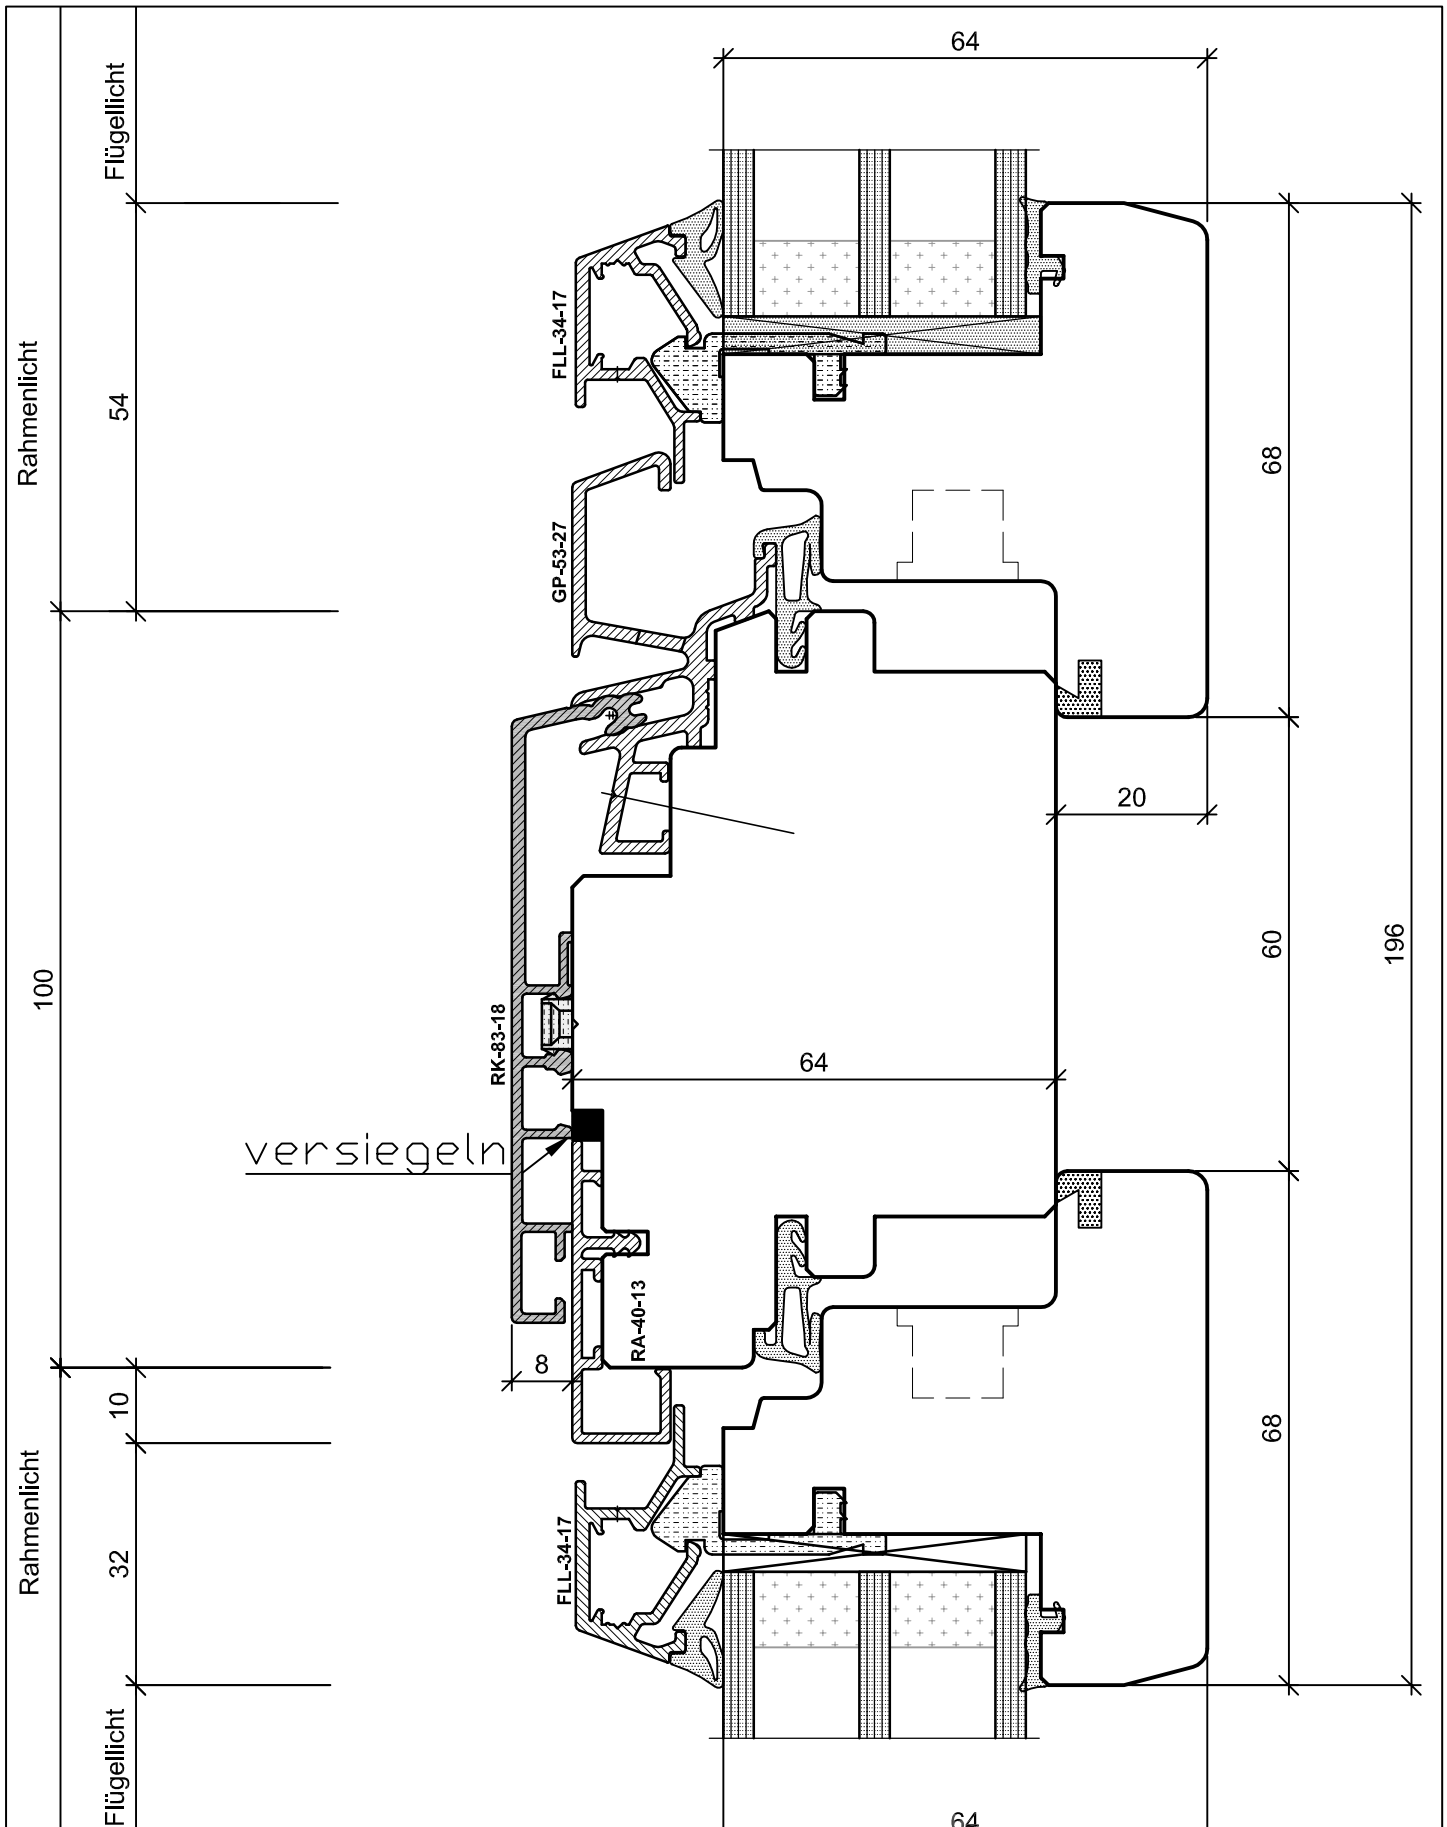 64
Flügellicht
FLL-34-17
Rahmenlicht
54
68
GP-53-27
20
60
196
100
RK-83-18
64
versiegeln
RA-40-13
8
10
68
Rahmenlicht
32
FLL-34-17
Flügellicht
64